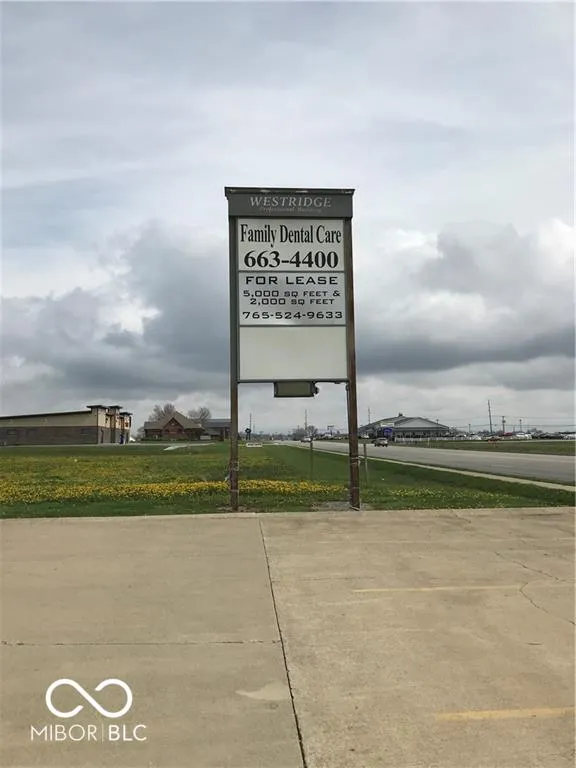 WESTRIDGE
Professional Building
Family Dental Care
663-4400
FOR LEASE
5,000 SQ FEET &
2,000 SQ FEET
765-524-9633
MIBOR|BLC